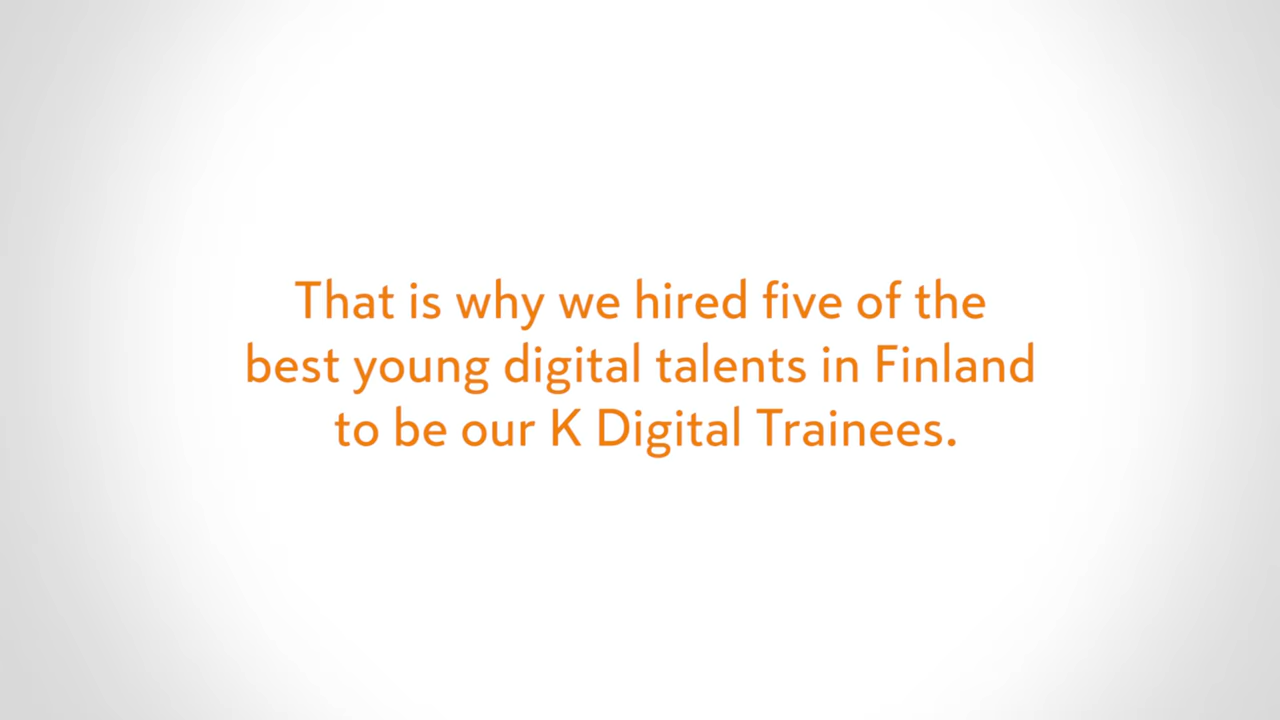 That is why we hired five of the
best young digital talents in Finland
to be our K Digital Trainees.